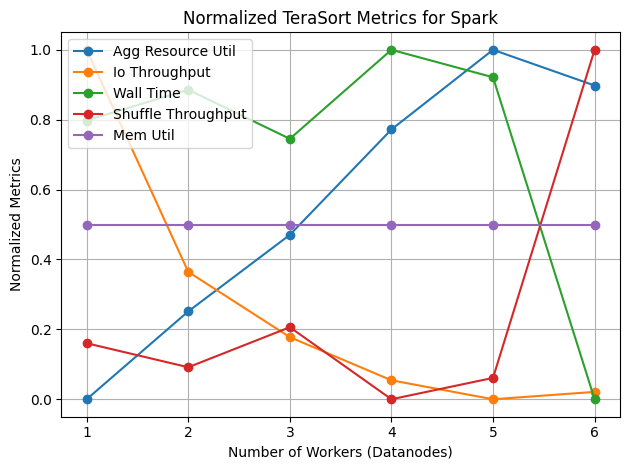 Normalized TeraSort Metrics for Spark
Agg Resource Util
Io Throughput
Wall Time
Shuffle Throughput
Mem Util
Normalized Metrics
1.0
0.8
0.6
0.4
0.2
0.0
1 2 3 4 5 6
Number of Workers (Datanodes)